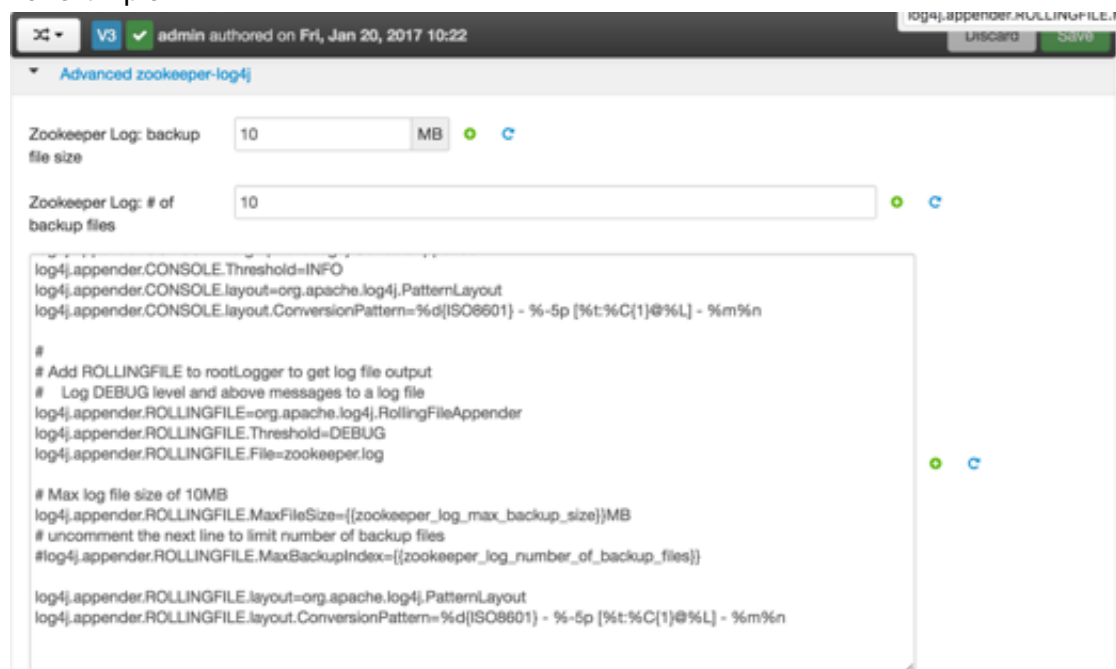 log4j.appender.ROLLINGFILE.
V3 admin authored on Fri, Jan 20, 2017 10:22
Discard Save
Advanced zookeeper-log4j
Zookeeper Log: backup file size
10 MB
Zookeeper Log: # of backup files
10
log4j.appender.CONSOLE.Threshold=INFO
log4j.appender.CONSOLE.layout=org.apache.log4j.PatternLayout
log4j.appender.CONSOLE.layout.ConversionPattern=%d{ISO8601} - %-5p [%t:%C{1}@%L] - %m%n
#
# Add ROLLINGFILE to rootLogger to get log file output
#    Log DEBUG level and above messages to a log file
log4j.appender.ROLLINGFILE=org.apache.log4j.RollingFileAppender
log4j.appender.ROLLINGFILE.Threshold=DEBUG
log4j.appender.ROLLINGFILE.File=zookeeper.log
# Max log file size of 10MB
log4j.appender.ROLLINGFILE.MaxFileSize={{zookeeper_log_max_backup_size}}MB
# uncomment the next line to limit number of backup files
#log4j.appender.ROLLINGFILE.MaxBackupIndex={{zookeeper_log_number_of_backup_files}}
log4j.appender.ROLLINGFILE.layout=org.apache.log4j.PatternLayout
log4j.appender.ROLLINGFILE.layout.ConversionPattern=%d{ISO8601} - %-5p [%t:%C{1}@%L] - %m%n